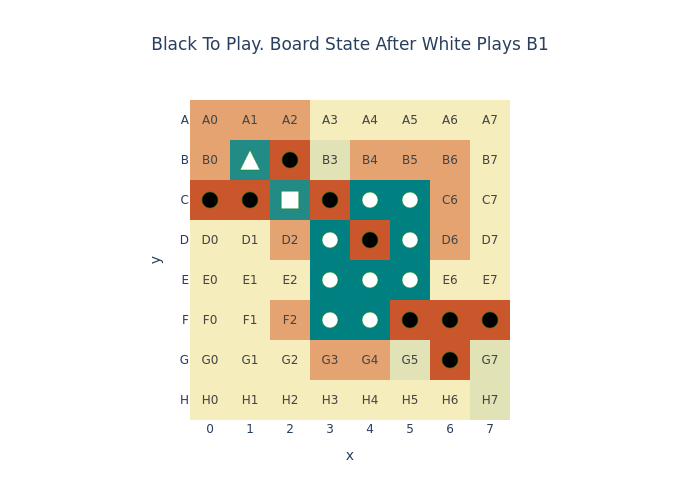 Black To Play. Board State After White Plays B1
A A0 A1 A2 A3 A4 A5 A6 A7
B B0 B3 B4 B5 B6 B7
C C6 C7
D D0 D1 D2 D6 D7
y
E E0 E1 E2 E6 E7
F F0 F1 F2
G G0 G1 G2 G3 G4 G5 G7
H H0 H1 H2 H3 H4 H5 H6 H7
0 1 2 3 4 5 6 7
x